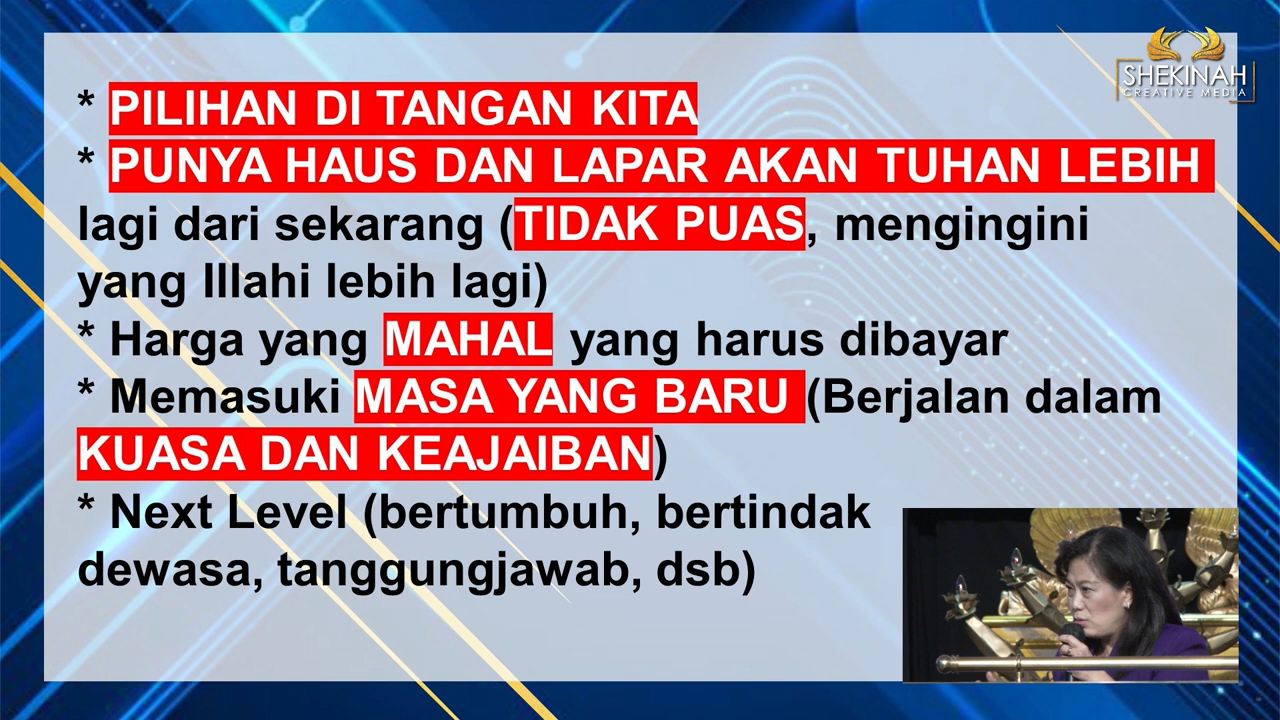 SHEKINAH
CREATIVE MEDIA
* PILIHAN DI TANGAN KITA
* PUNYA HAUS DAN LAPAR AKAN TUHAN LEBIH
lagi dari sekarang (TIDAK PUAS, mengingini
yang Illahi lebih lagi)
* Harga yang MAHAL yang harus dibayar
* Memasuki MASA YANG BARU (Berjalan dalam
KUASA DAN KEAJAIBAN)
* Next Level (bertumbuh, bertindak
dewasa, tanggungjawab, dsb)